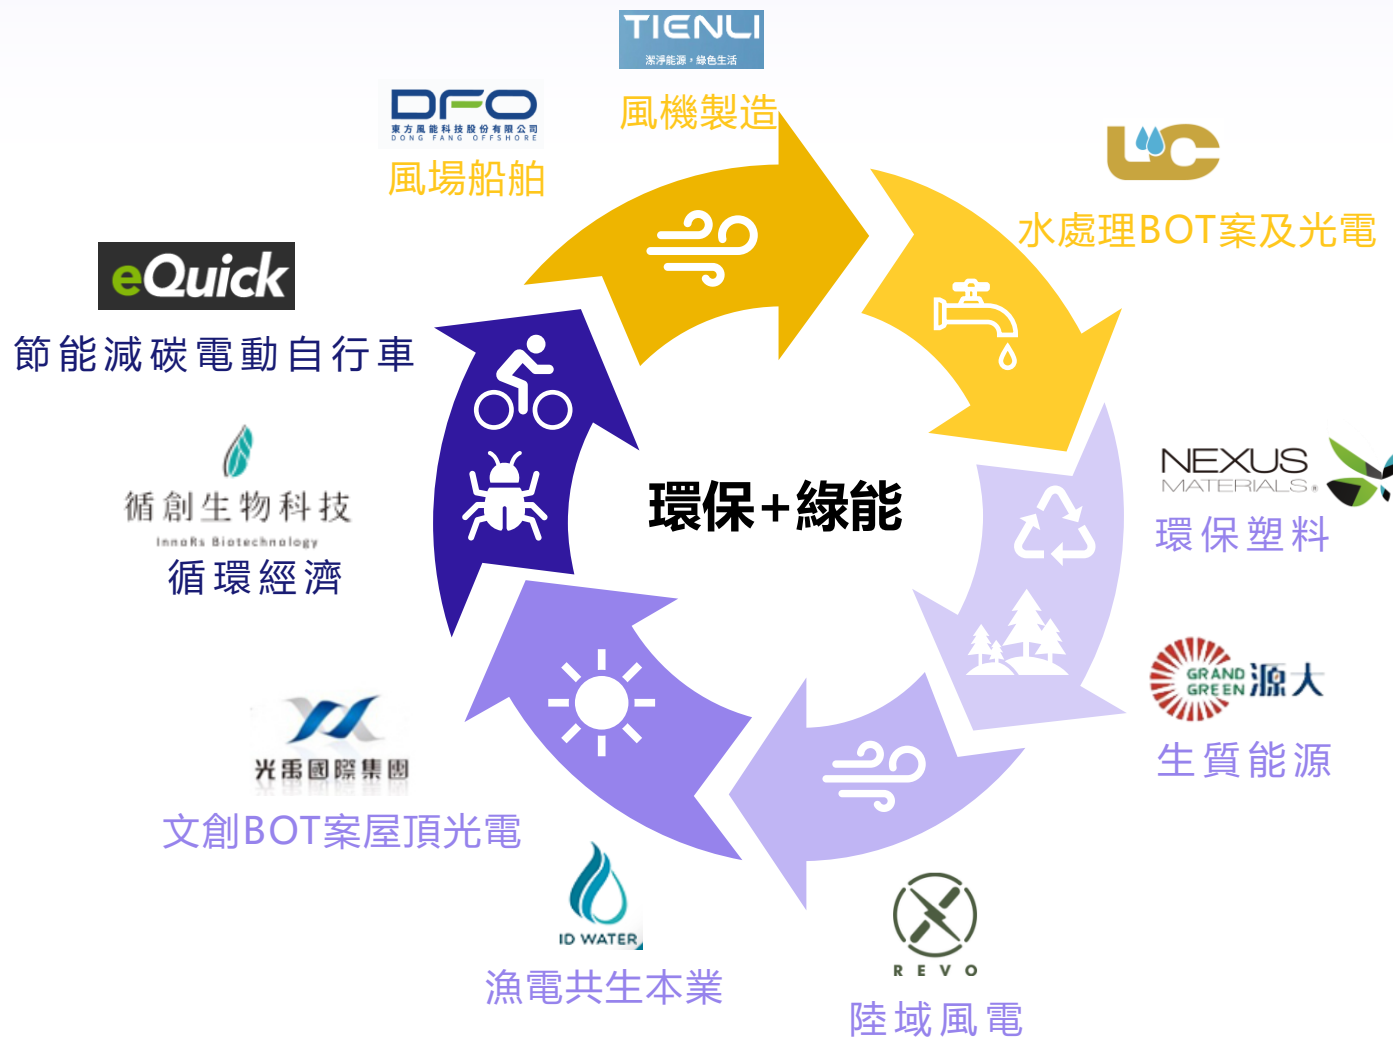 TIENLI
潔淨能源，綠色生活
風機製造
DFO
東方風能科技股份有限公司
DONG FANG OFFSHORE
風場船舶
UC
水處理BOT案及光電
eQuick
節能減碳電動自行車
循創生物科技
InnoRs Biotechnology
循環經濟
環保+綠能
NEXUS
MATERIALS®
環保塑料
GRAND
GREEN
源大
生質能源
光禹國際集團
文創BOT案屋頂光電
ID WATER
漁電共生本業
REVO
陸域風電